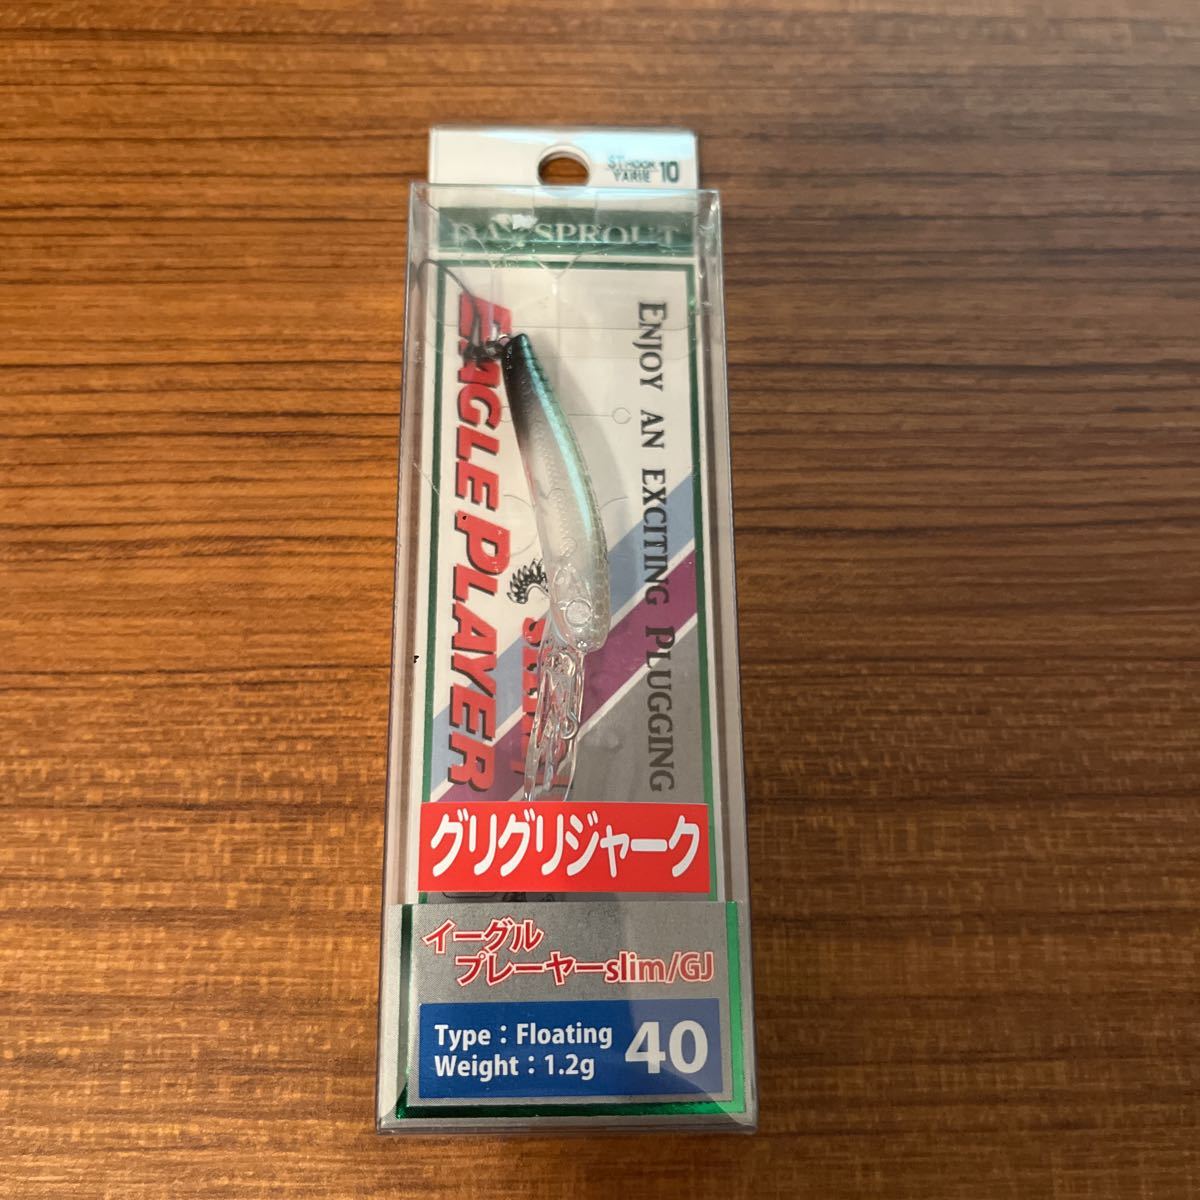 ST HOOK 10
YARIE
DAYSPROUT
ENJOY AN EXCITING PLUGGING
EAGLE PLAYER
グリグリジャーク
イーグル
プレーヤーslim/GJ
Type：Floating
Weight：1.2g
40